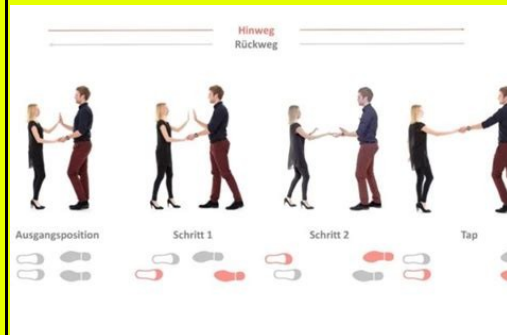 Hinweg
Rückweg
Ausgangsposition
Schritt 1
Schritt 2
Tap